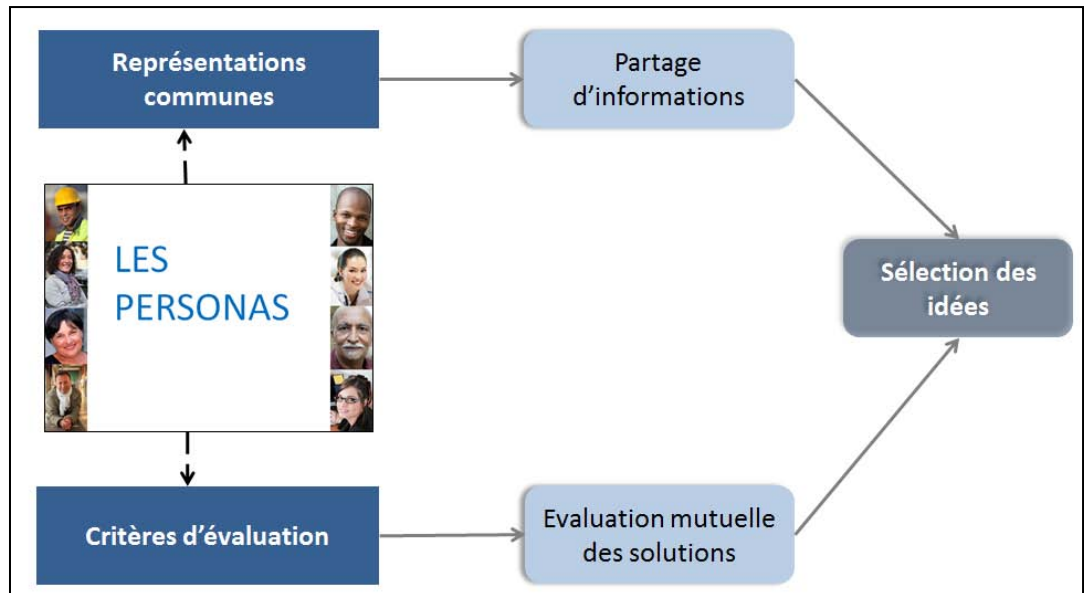 Représentations
communes
Partage
d'informations
LES
PERSONAS
Sélection des
idées
Critères d'évaluation
Evaluation mutuelle
des solutions